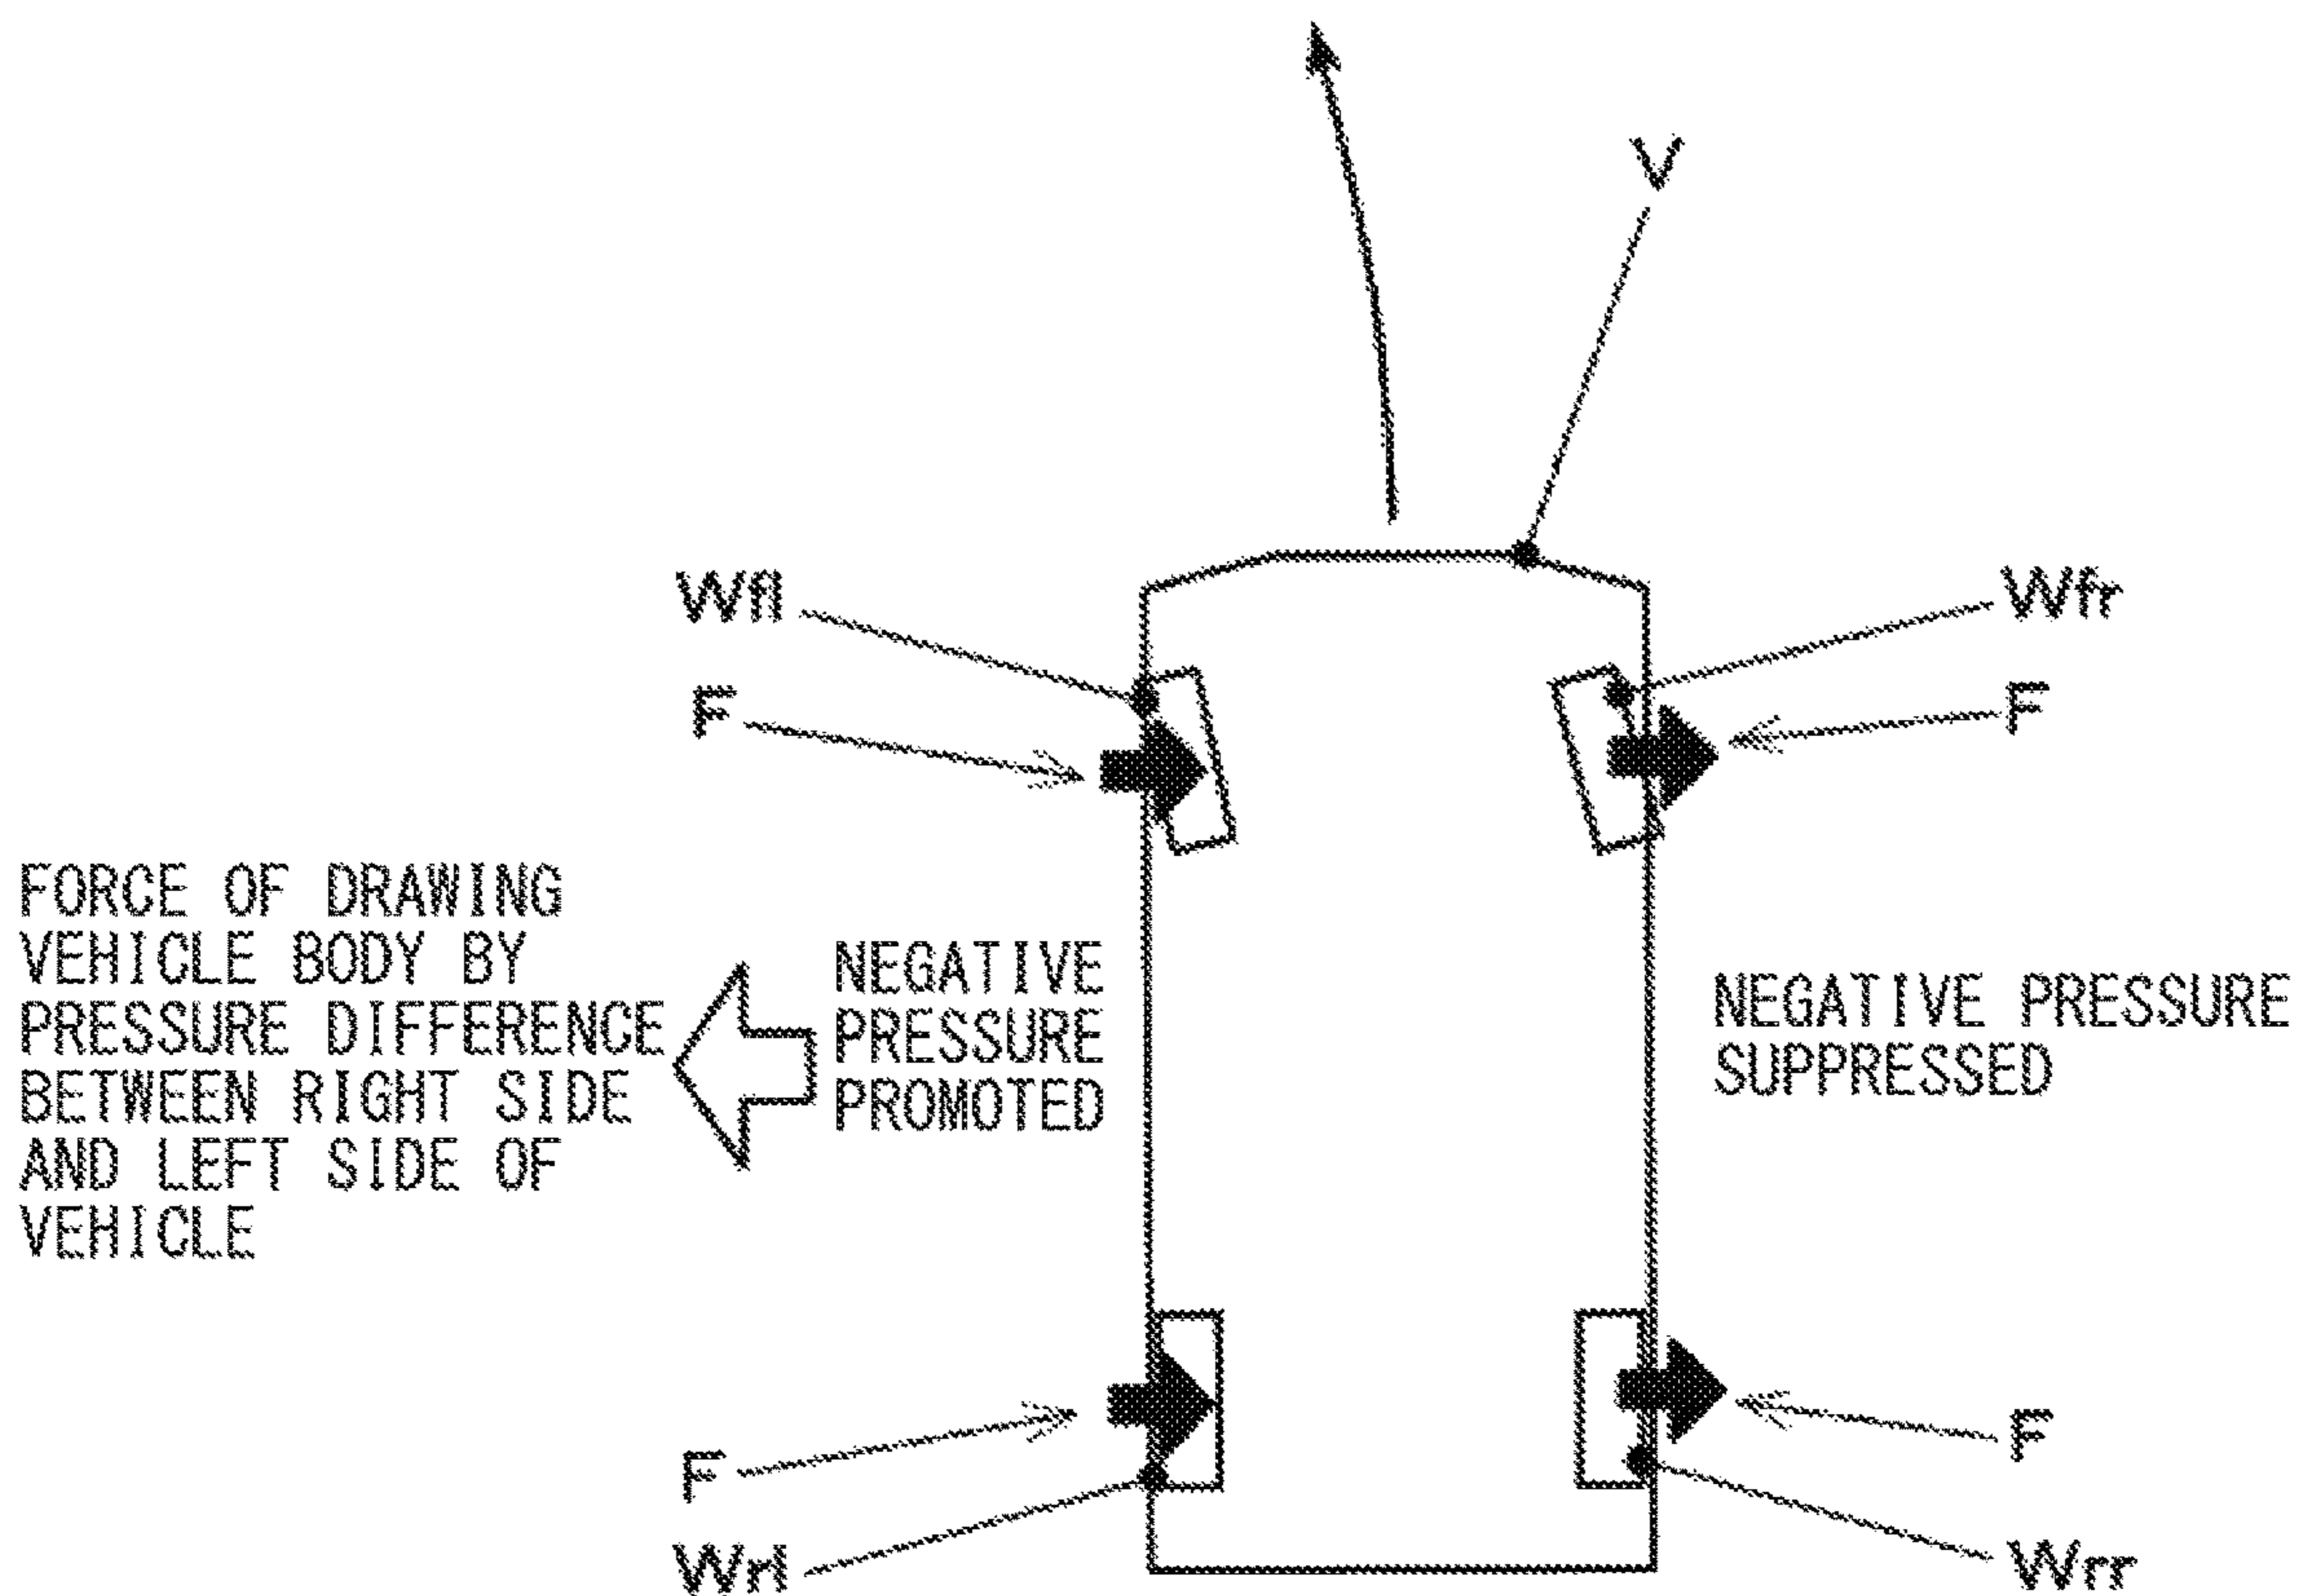 V
Wfl
Wfr
F
F
FORCE OF DRAWING
VEHICLE BODY BY
PRESSURE DIFFERENCE
BETWEEN RIGHT SIDE
AND LEFT SIDE OF
VEHICLE
NEGATIVE
PRESSURE
PROMOTED
NEGATIVE PRESSURE
SUPPRESSED
F
F
Wrl
Wrr